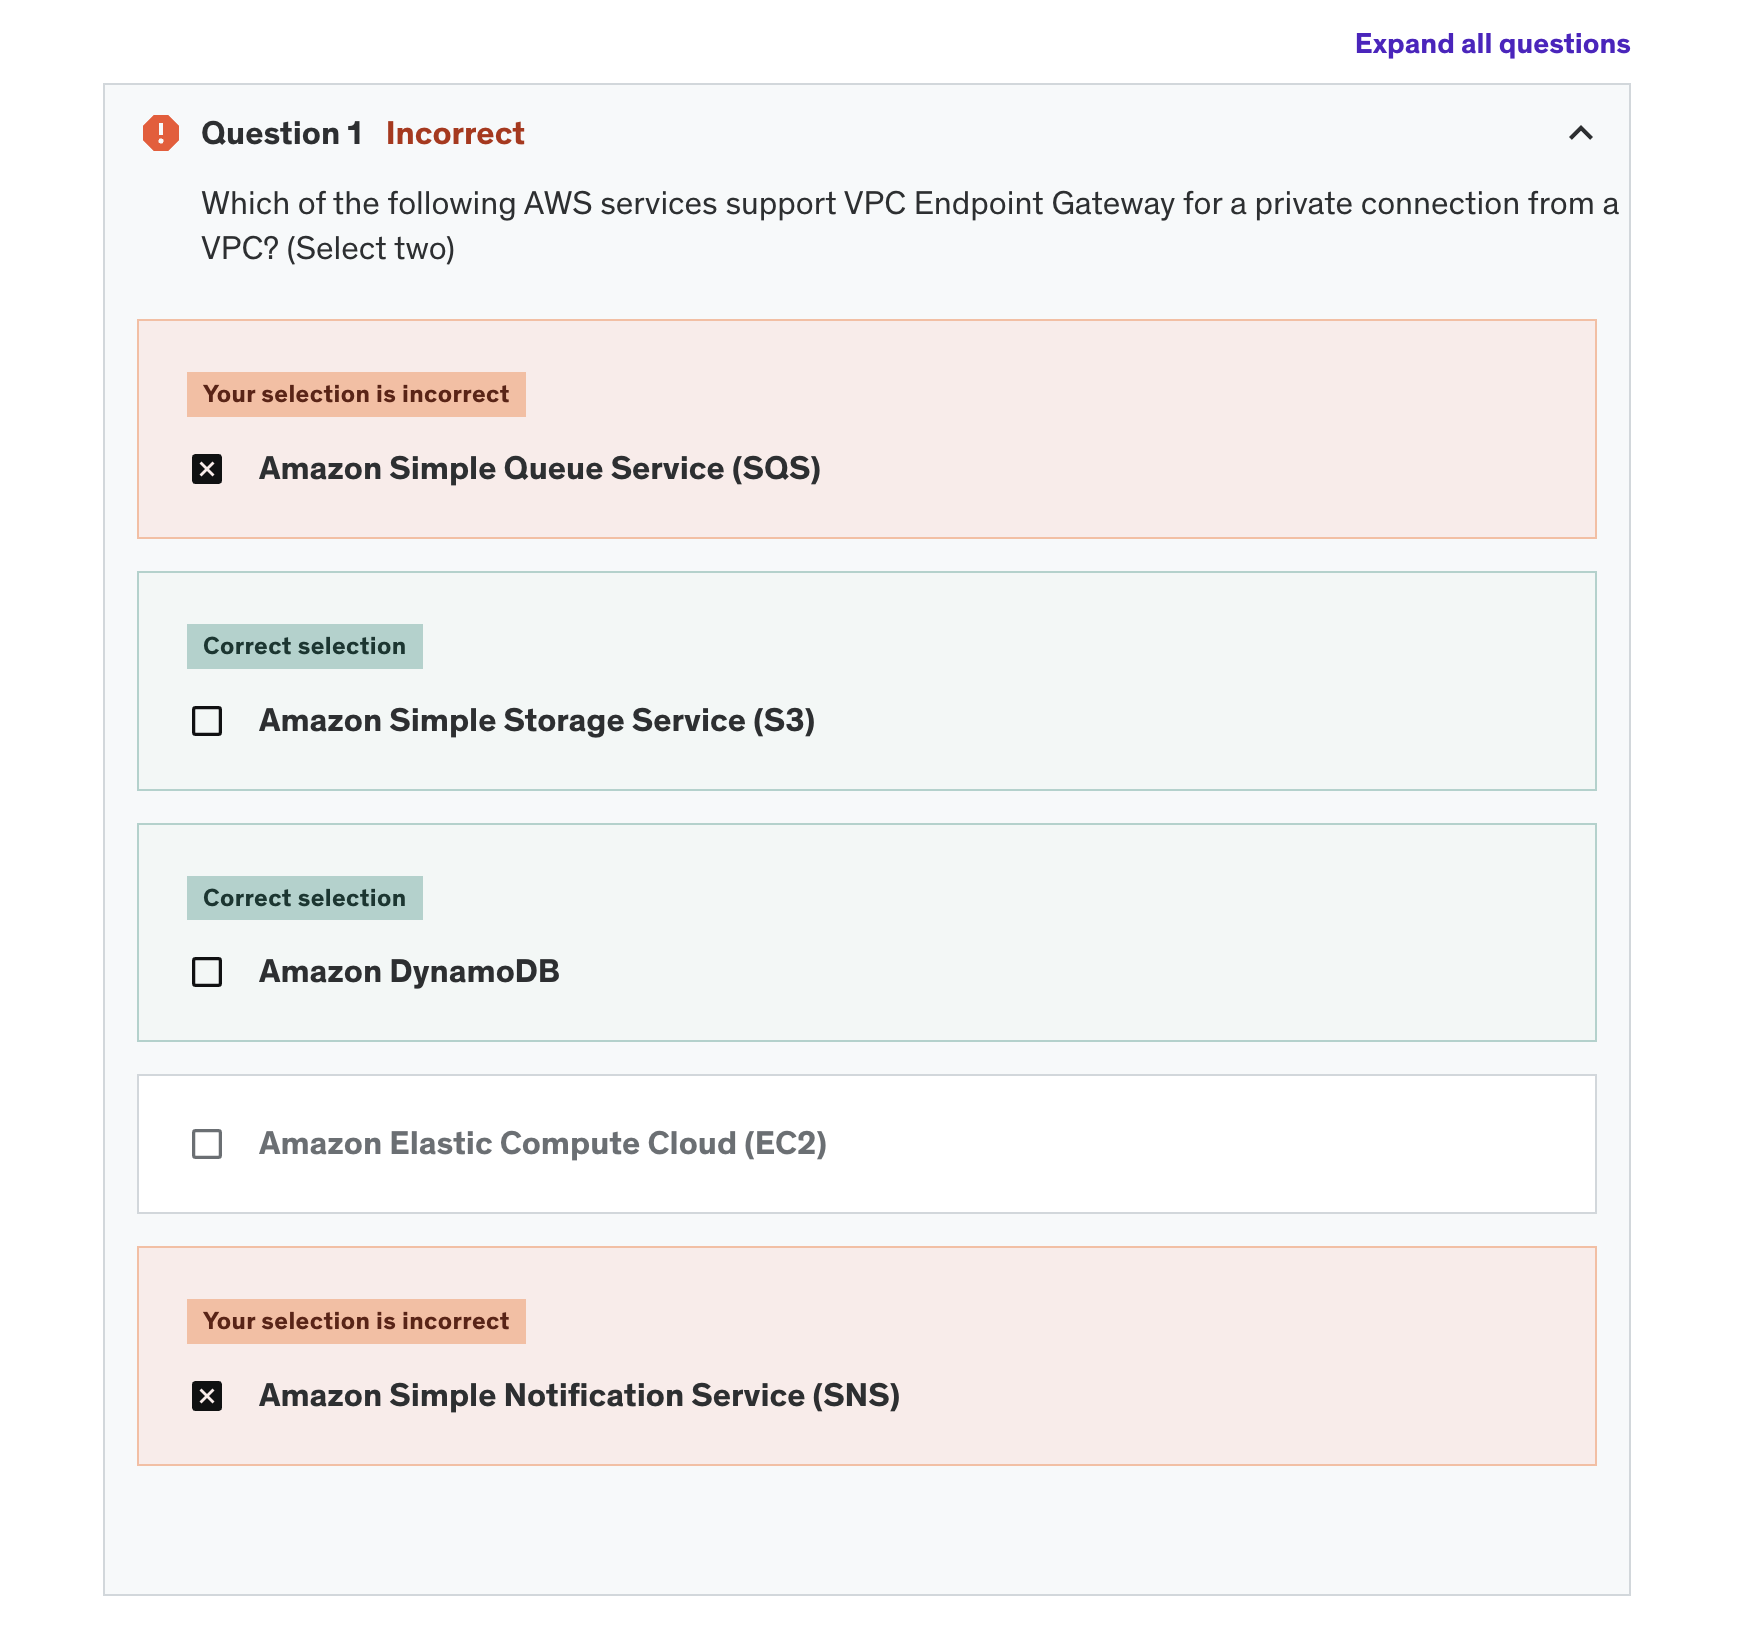 Expand all questions
Question 1 Incorrect
Which of the following AWS services support VPC Endpoint Gateway for a private connection from a
VPC? (Select two)
Your selection is incorrect
Amazon Simple Queue Service (SQS)
Correct selection
Amazon Simple Storage Service (S3)
Correct selection
Amazon DynamoDB
Amazon Elastic Compute Cloud (EC2)
Your selection is incorrect
Amazon Simple Notification Service (SNS)